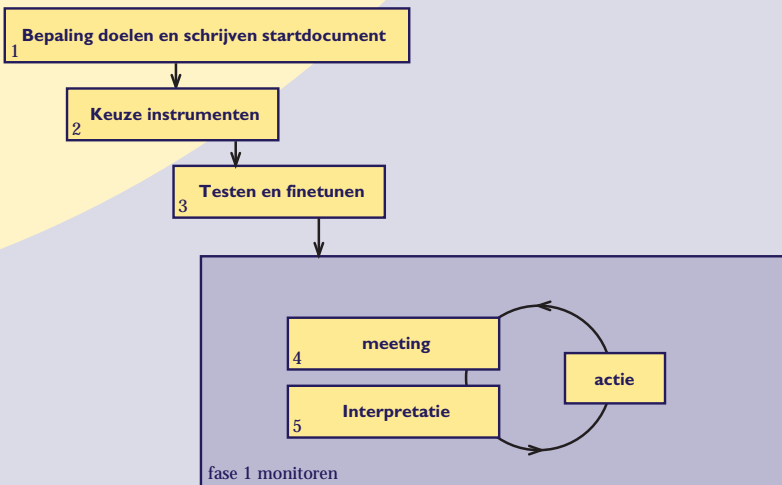 Bepaling doelen en schrijven startdocument
1
Keuze instrumenten
2
Testen en finetunen
3
meeting
4
actie
Interpretatie
5
fase 1 monitoren